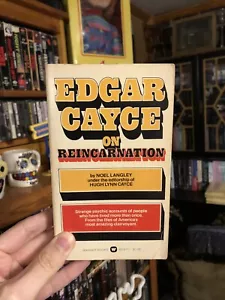 EDGAR
CAYCE
ON
REINCARNATION
by NOEL LANGLEY
under the editorship of
HUGH LYNN CAYCE
Strange psychic accounts of people
who have lived more than once.
From the files of America's
most amazing clairvoyant.